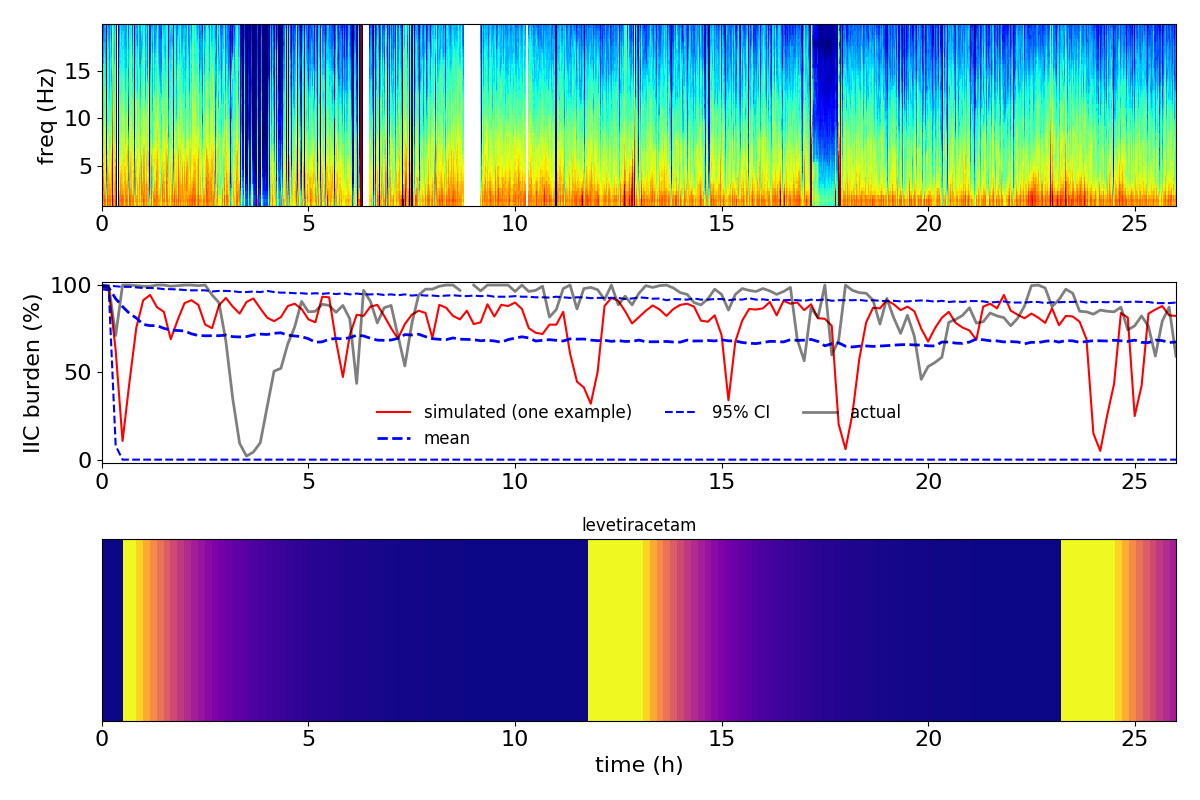 freq (Hz)
15
10
5
0 5 10 15 20 25
IIC burden (%)
100
50
0
simulated (one example) 95% CI actual
mean
0 5 10 15 20 25
levetiracetam
0 5 10 15 20 25
time (h)